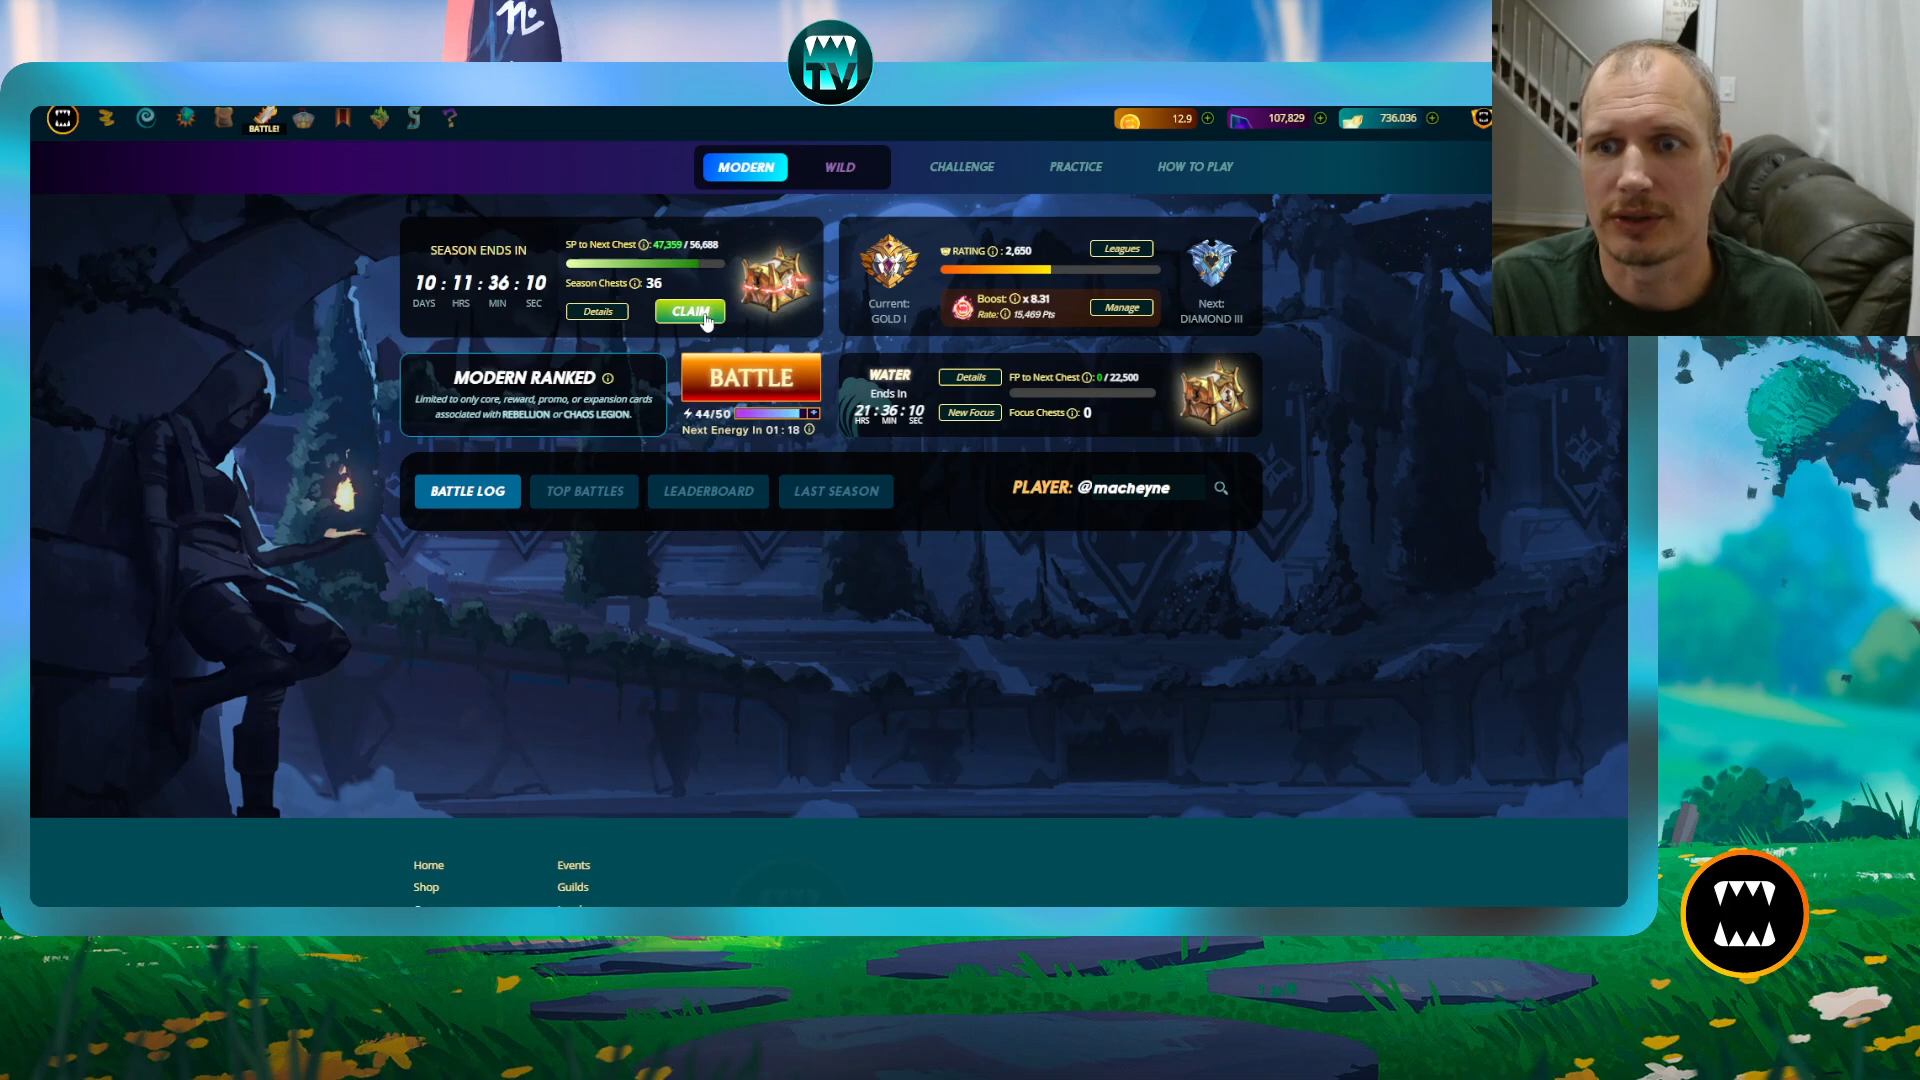 TV
BATTLE!
12.9
107,829
736.036
MODERN
WILD
CHALLENGE
PRACTICE
HOW TO PLAY
SEASON ENDS IN
10 : 11 : 36 : 10
DAYS HRS MIN SEC
SP to Next Chest : 47,359 / 56,688
Season Chests : 36
Details
CLAIM
RATING : 2,650
Leagues
Current:
GOLD I
Boost: x 8.31
Rate: 15,469 Pts
Manage
Next:
DIAMOND III
MODERN RANKED
Limited to only core, reward, promo, or expansion cards
associated with REBELLION or CHAOS LEGION.
BATTLE
44/50
Next Energy In 01 : 18
WATER
Ends In
21 : 36 : 10
HRS MIN SEC
Details
New Focus
FP to Next Chest : 0 / 22,500
Focus Chests : 0
BATTLE LOG
TOP BATTLES
LEADERBOARD
LAST SEASON
PLAYER: @macheyne
Home
Events
Shop
Guilds